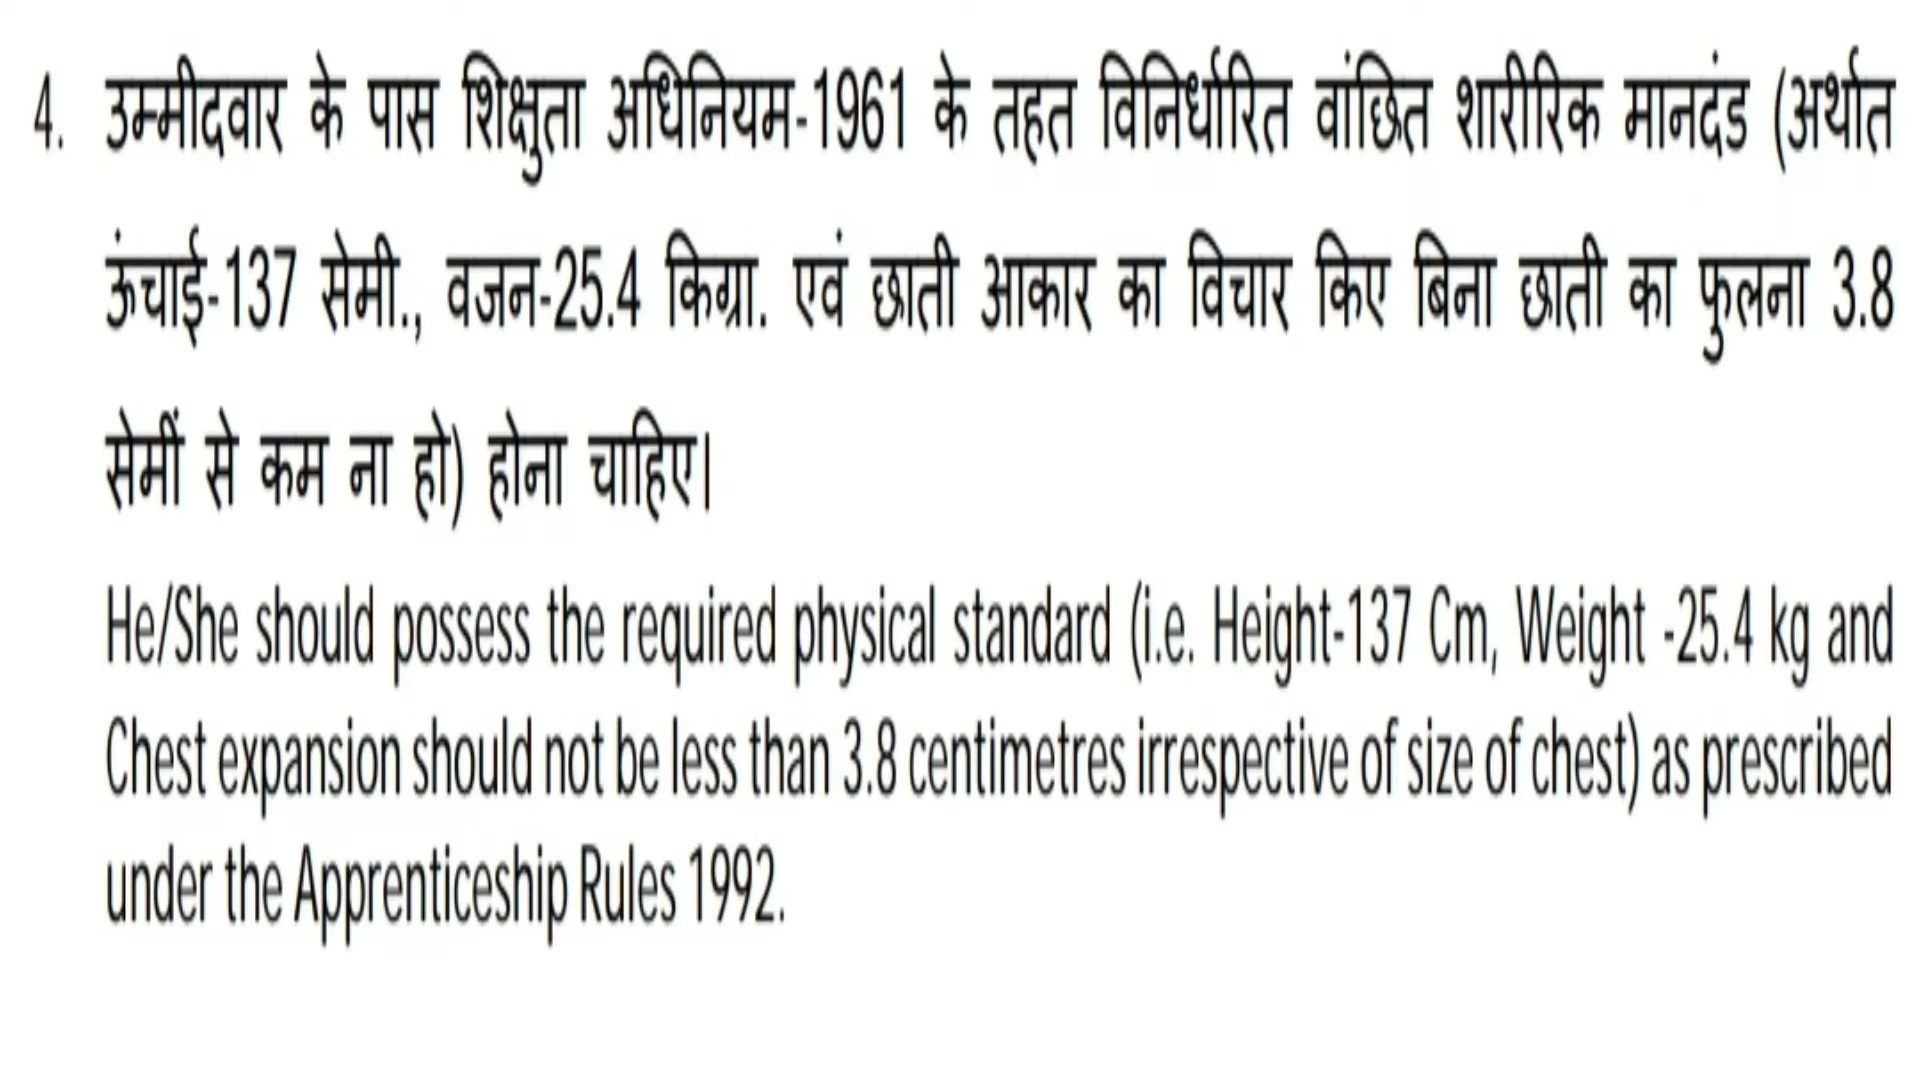 4. उम्मीदवार के पास शिक्षुता अधिनियम-1961 के तहत विनिर्धारित वांछित शारीरिक मानदंड (अर्थात
ऊंचाई-137 सेमी., वजन-25.4 किग्रा. एवं छाती आकार का विचार किए बिना छाती का फुलना 3.8
सेमीं से कम ना हो) होना चाहिए।
He/She should possess the required physical standard (i.e. Height-137 Cm, Weight -25.4 kg and
Chest expansion should not be less than 3.8 centimetres irrespective of size of chest) as prescribed
under the Apprenticeship Rules 1992.